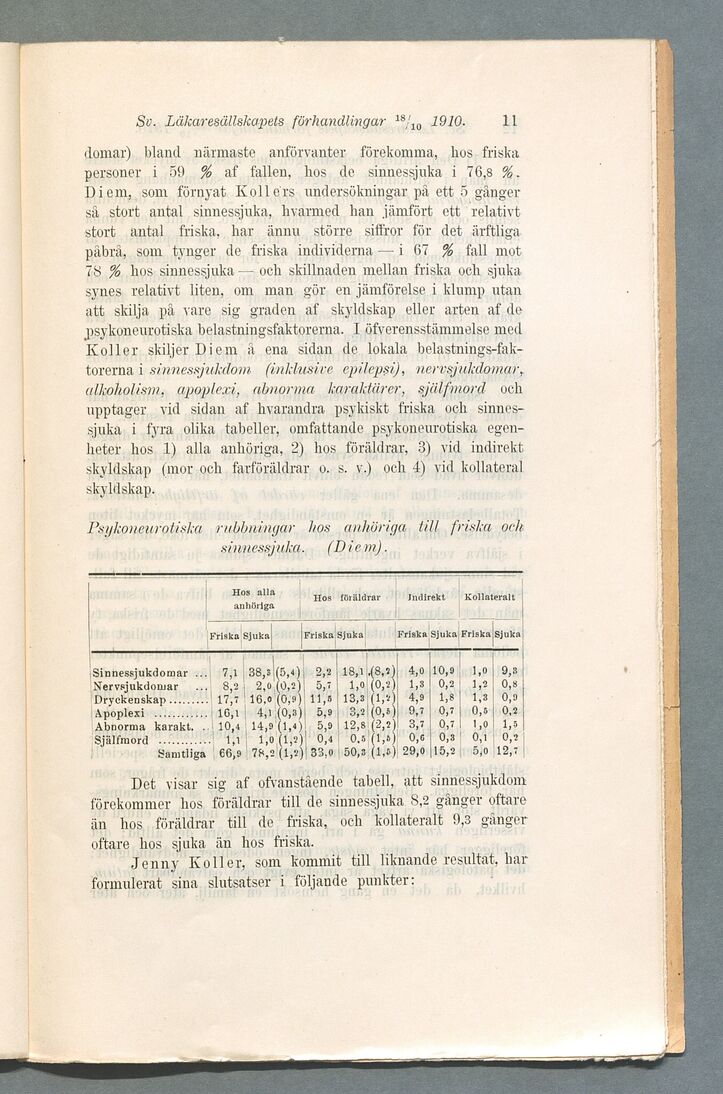 Sv. Läkaresällskapets förhandlingar 18/10 1910. 11
domar) bland närmaste anförvanter förekomma, hos friska
personer i 59 % af fallen, hos de sinnessjuka i 76,8 %.
Diem, som förnyat Kollers undersökningar på ett 5 gånger
så stort antal sinnessjuka, hvarmed han jämfört ett relativt
stort antal friska, har ännu större siffror för det ärftliga
påbrå, som tynger de friska individerna — i 67 % fall mot
78 % hos sinnessjuka — och skillnaden mellan friska och sjuka
synes relativt liten, om man gör en jämförelse i klump utan
att skilja på vare sig graden af skyldskap eller arten af de
psykoneurotiska belastningsfaktorerna. I öfverensstämmelse med
Koller skiljer Diem å ena sidan de lokala belastnings-fak-
torerna i sinnessjukdom (inklusive epilepsi), nervsjukdomar,
alkoholism, apoplexi, abnorma karaktärer, själfmord och
upptager vid sidan af hvarandra psykiskt friska och sinnes-
sjuka i fyra olika tabeller, omfattande psykoneurotiska egen-
heter hos 1) alla anhöriga, 2) hos föräldrar, 3) vid indirekt
skyldskap (mor och farföräldrar o. s. v.) och 4) vid kollateral
skyldskap.
Psykoneurotiska rubbningar hos anhöriga till friska och
sinnessjuka. (Diem).
Hos alla anhöriga Hos föräldrar Indirekt Kollateralt
Friska Sjuka Friska Sjuka Friska Sjuka Friska Sjuka
Sinnessjukdomar ... 7,1 38,3 (5,4) 2,2 18,1 (8,2) 4,0 10,9 1,0 9,3
Nervsjukdomar ... 8,2 2,0 (0,2) 5,7 1,0 (0,2) 1,3 0,2 1,2 0,8
Dryckenskap......... 17,7 16,0 (0,9) 11,5 13,3 (1,2) 4,9 1,8 1,3 0,9
Apoplexi ............ 16,1 4,1 (0,3) 5,9 3,2 (0,5) 9,7 0,7 0,5 0,2
Abnorma karakt. . 10,4 14,9 (1,4) 5,9 12,8 (2,2) 3,7 0,7 1,0 1,5
Själfmord ............ 1,1 1,0 (1,2) 0,4 0,5 (1,5) 0,6 0,3 0,1 0,2
Samtliga 66,9 78,2 (1,2) 33,0 50,3 (1,5) 29,0 15,2 5,0 12,7
Det visar sig af ofvanstående tabell, att sinnessjukdom
förekommer hos föräldrar till de sinnessjuka 8,2 gånger oftare
än hos föräldrar till de friska, och kollateralt 9,3 gånger
oftare hos sjuka än hos friska.
Jenny Koller, som kommit till liknande resultat, har
formulerat sina slutsatser i följande punkter: